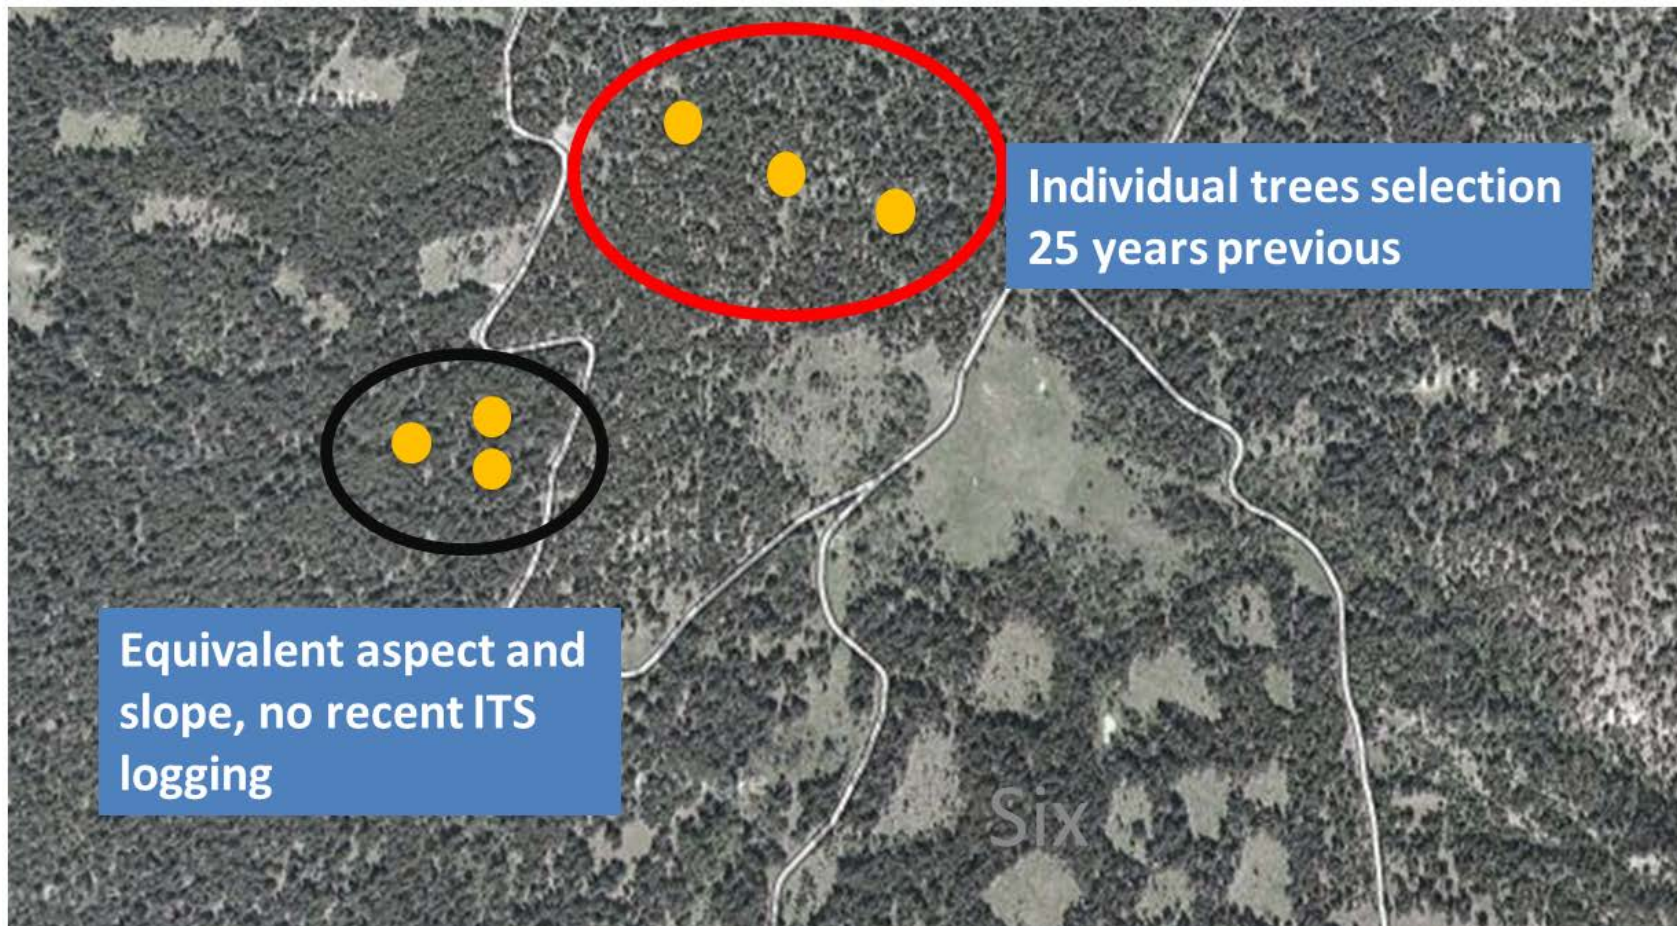 Individual trees selection
25 years previous
Equivalent aspect and
slope, no recent ITS
logging
Six